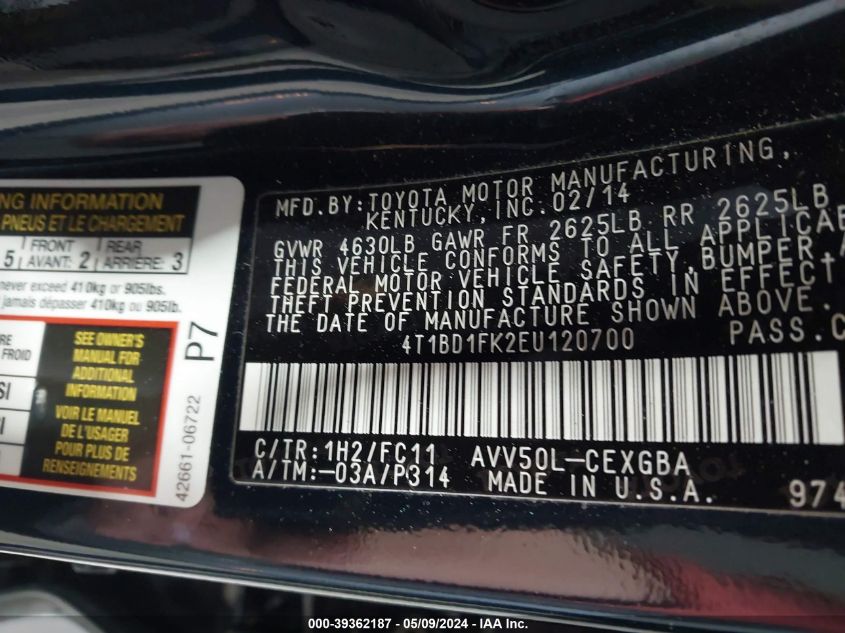 NG INFORMATION
PNEUS ET LE CHARGEMENT
5 FRONT AVANT: 2 REAR ARRIÈRE: 3
never exceed 410kg or 905lbs.
jamais dépasser 410kg ou 905lb.
RE
FROID
SI
SI
SEE OWNER'S
MANUAL FOR
ADDITIONAL
INFORMATION
VOIR LE MANUEL
DE L'USAGER
POUR PLUS DE
RENSEIGNEMENTS
P7
42661-06722
MFD.BY:TOYOTA MOTOR MANUFACTURING,
KENTUCKY,INC.02/14
GVWR 4630LB GAWR FR 2625LB RR 2625LB
THIS VEHICLE CONFORMS TO ALL APPLICAB
FEDERAL MOTOR VEHICLE SAFETY,BUMPER,A
THEFT PREVENTION STANDARDS IN EFFECT
THE DATE OF MANUFACTURE SHOWN ABOVE.
4T1BD1FK2EU120700 PASS.C
C/TR:1H2/FC11 AVV50L-CEXGBA
A/TM:-03A/P314 MADE IN U.S.A. 974
000-39362187 - 05/09/2024 - IAA Inc.